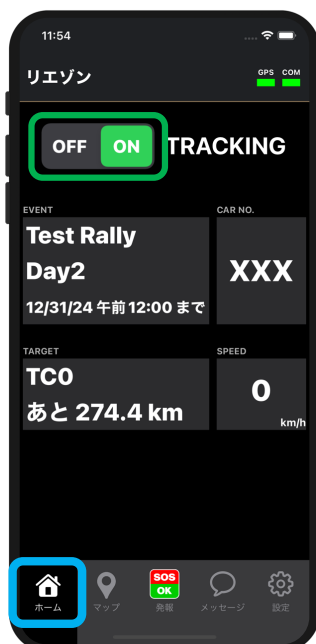 11:54
リエゾン
GPS COM
OFF ON TRACKING
EVENT
CAR NO.
Test Rally
Day2
12/31/24 午前 12:00 まで
XXX
TARGET
SPEED
TC0
あと 274.4 km
0
km/h
SOS
OK
ホーム マップ 発報 メッセージ 設定